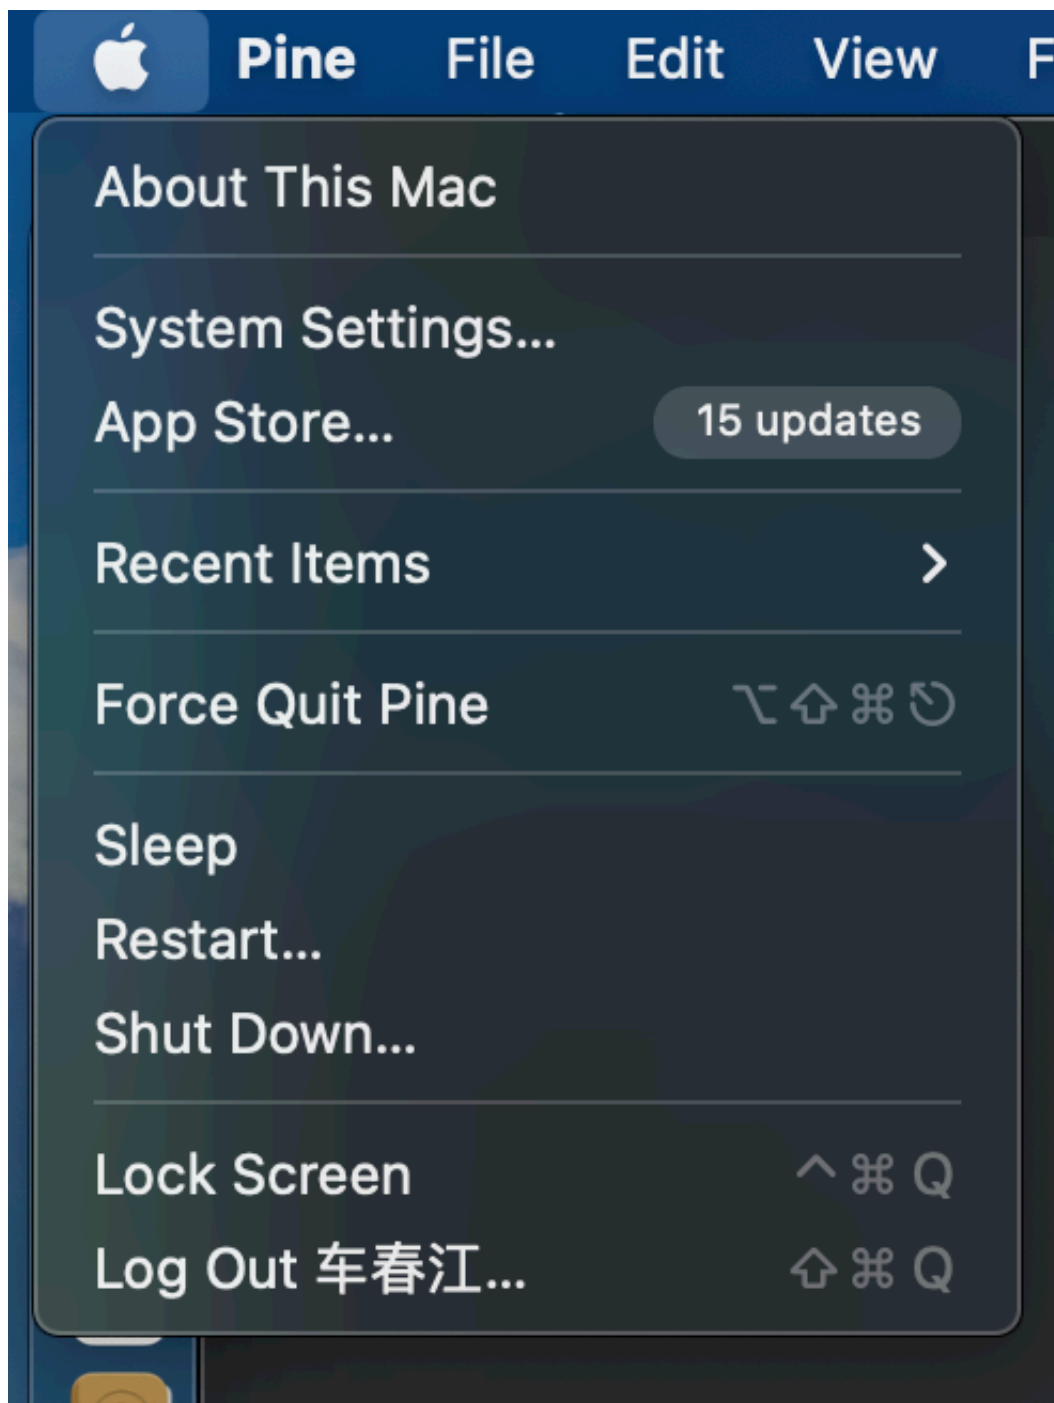 Pine File Edit View F
About This Mac
System Settings...
App Store... 15 updates
Recent Items
Force Quit Pine ⌥⇧⌘⎋
Sleep
Restart...
Shut Down...
Lock Screen ^⌘Q
Log Out 车春江... ⇧⌘Q